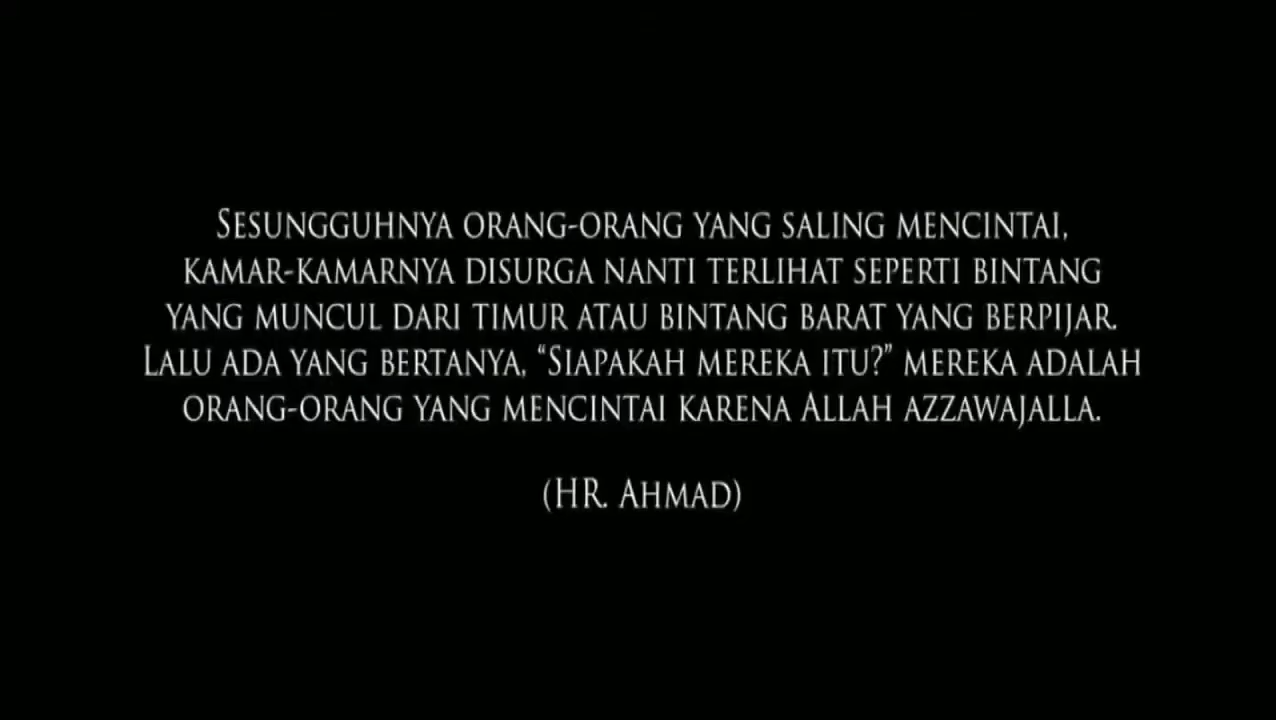 Sesungguhnya orang-orang yang saling mencintai,
kamar-kamarnya disurga nanti terlihat seperti bintang
yang muncul dari timur atau bintang barat yang berpijar.
Lalu ada yang bertanya, “Siapakah mereka itu?” mereka adalah
orang-orang yang mencintai karena Allah azzawajalla.
(HR. Ahmad)